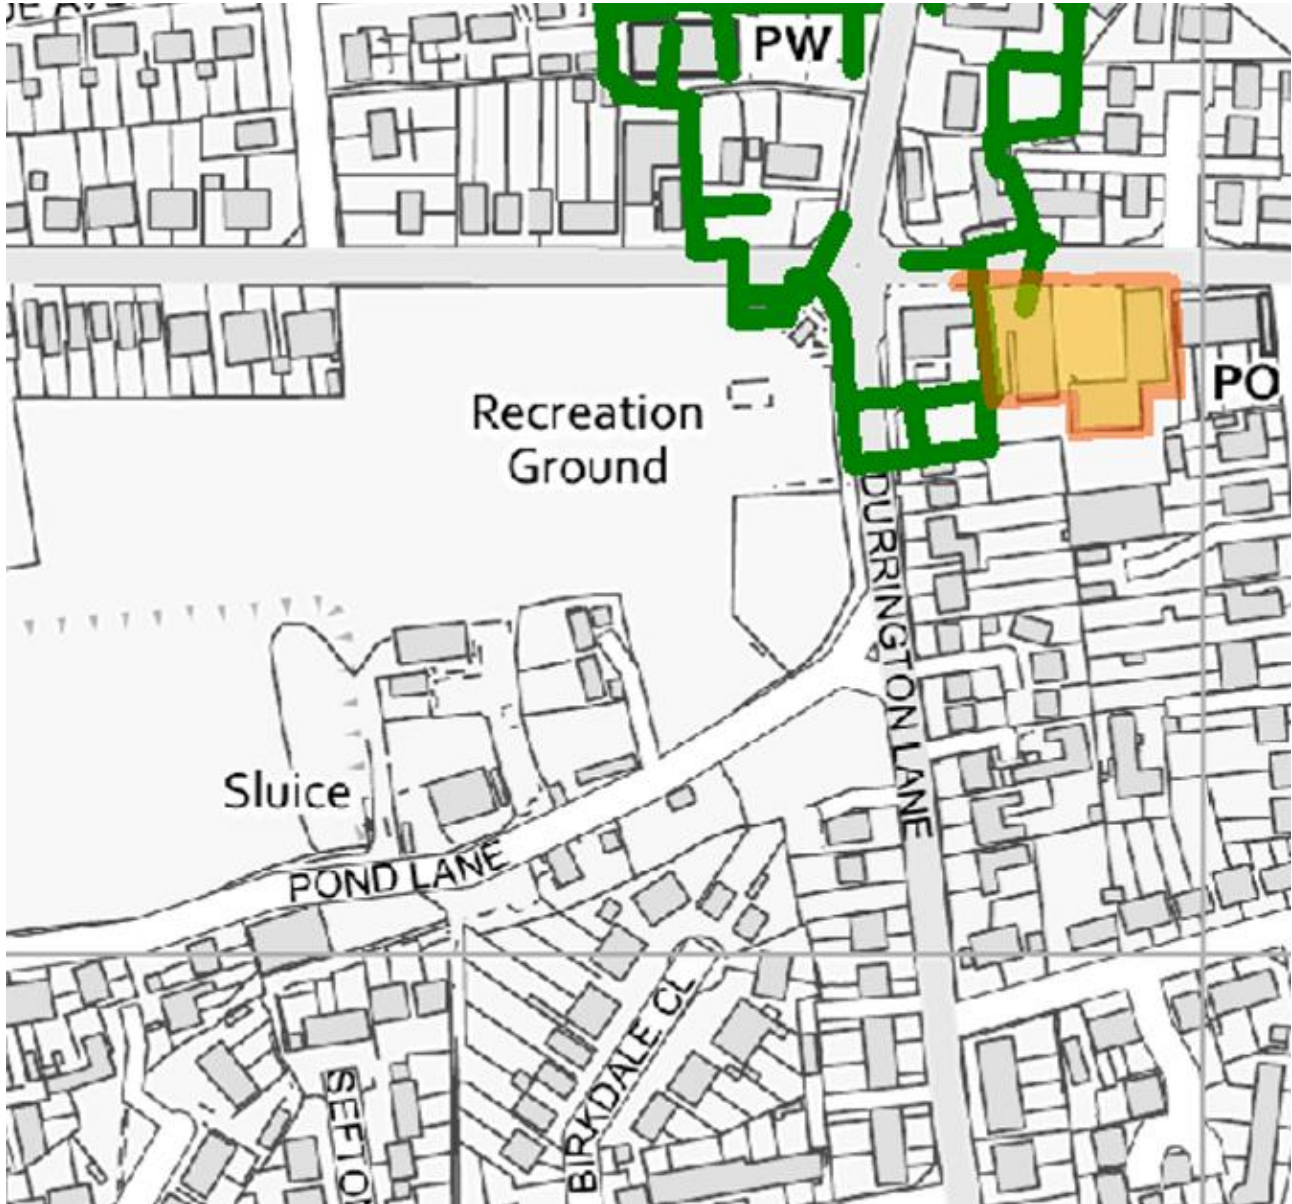 PW
Recreation
Ground
PO
DURRINGTON LANE
Sluice
POND LANE
BIRKDALE CL